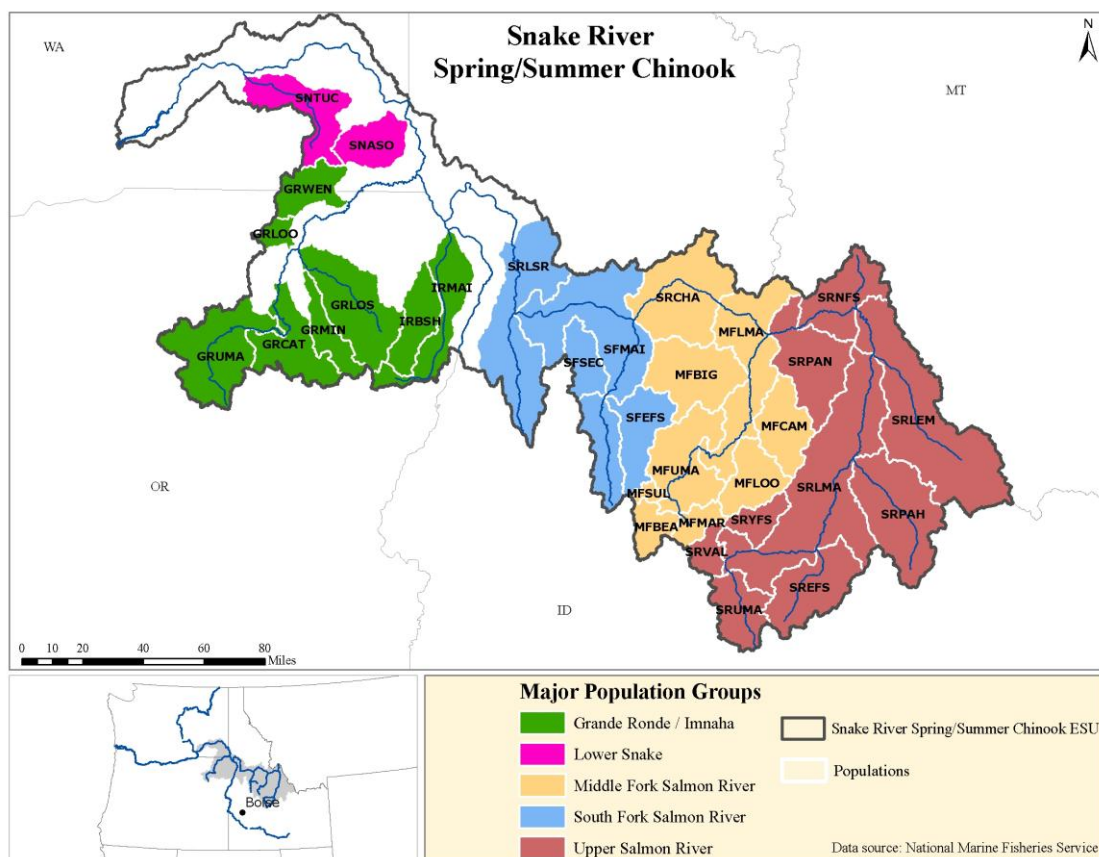 Snake River
Spring/Summer Chinook
N
WA
MT
SNTUC
SNASO
GRWEN
GRLOO
SRLSR
IRMAI
GRLOS
IRBSH
GRMIN
GRCAT
GRUMA
SRCHA
SRNFS
MFLMA
SFMAI
SFSEC
SRPAN
MFBIG
SFEFS
MFCAM
SRLEM
MFUMA
MFLOO
SRLMA
MFSUL
SRPAH
MFBEA
MFMAR
SRYFS
SRVAL
SREFS
SRUMA
OR
ID
0 10 20 40 60 80
Miles
Boise
Major Population Groups
Grande Ronde / Imnaha
Lower Snake
Middle Fork Salmon River
South Fork Salmon River
Upper Salmon River
Snake River Spring/Summer Chinook ESU
Populations
Data source: National Marine Fisheries Service